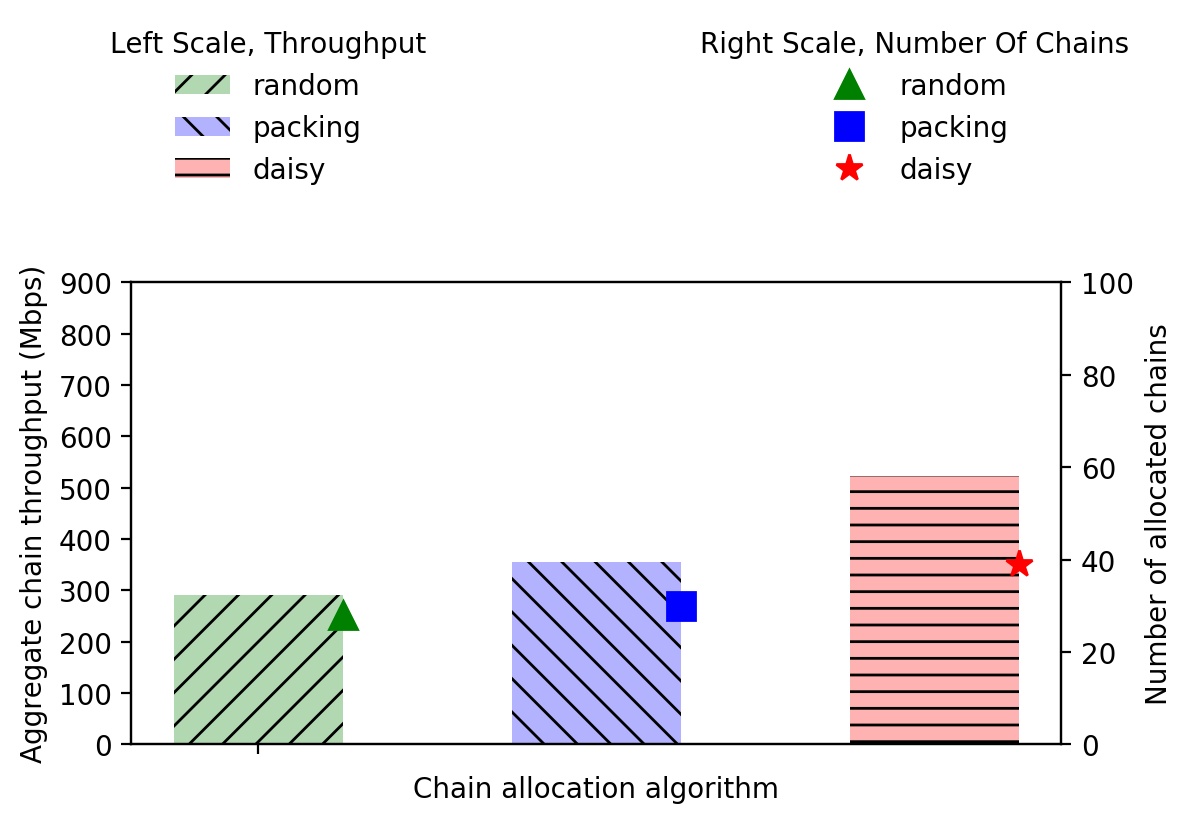 Left Scale, Throughput
random
packing
daisy
Right Scale, Number Of Chains
random
packing
daisy
Aggregate chain throughput (Mbps)
900
800
700
600
500
400
300
200
100
0
100
80
60
40
20
0
Number of allocated chains
Chain allocation algorithm